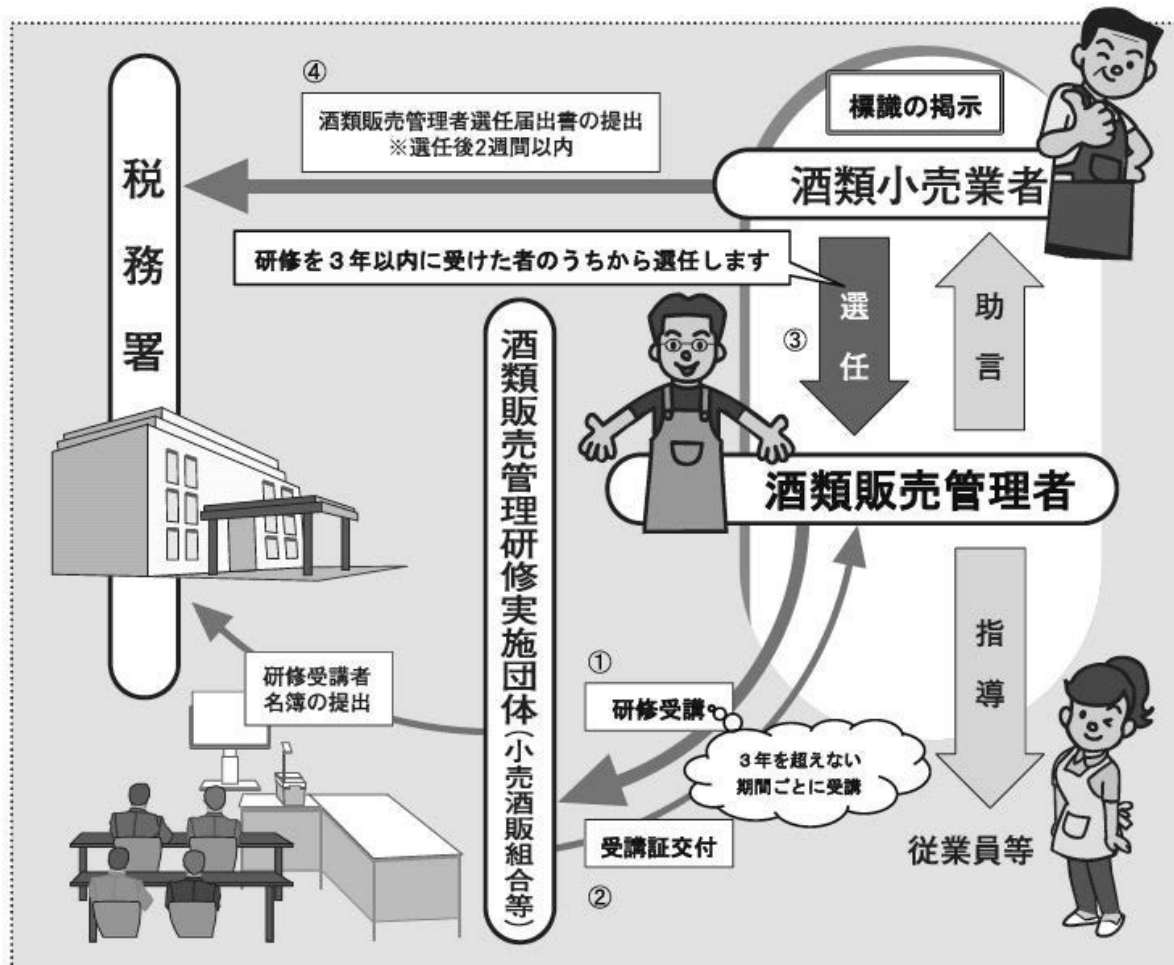 ④
酒類販売管理者選任届出書の提出
※選任後2週間以内
標識の掲示
税務署
酒類小売業者
研修を3年以内に受けた者のうちから選任します
③
選任
助言
酒類販売管理者
酒類販売管理研修実施団体(小売酒販組合等)
指導
①
研修受講
3年を超えない
期間ごとに受講
研修受講者
名簿の提出
受講証交付
②
従業員等